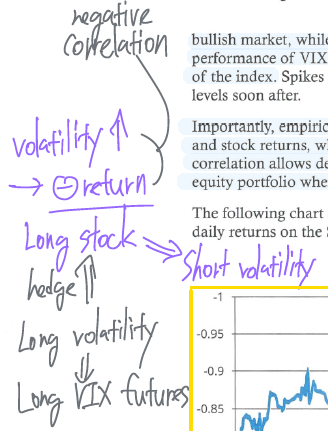 negative
correlation
volatility ↑
→ ⊖ return
Long stock ⇒ Short volatility
hedge ⇑
Long volatility
⇓
Long VIX futures
bullish market, while
performance of VIX
of the index. Spikes
levels soon after.
Importantly, empiric
and stock returns, w
correlation allows de
equity portfolio whe
The following chart
daily returns on the S
-1
-0.95
-0.9
-0.85